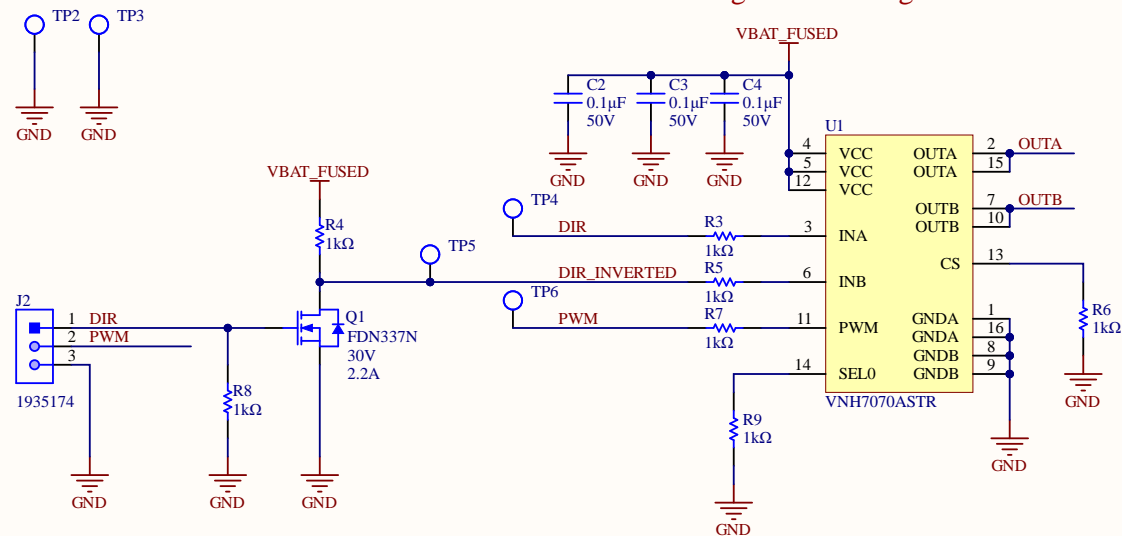 TP2
TP3
GND
GND
VBAT_FUSED
C2
0.1µF
50V
C3
0.1µF
50V
C4
0.1µF
50V
GND
GND
GND
U1
4 VCC
5 VCC
12 VCC
3 INA
6 INB
11 PWM
14 SEL0
OUTA 2 OUTA
OUTA 15
OUTB 7 OUTB
OUTB 10
CS 13
GNDA 1
GNDA 16
GNDB 8
GNDB 9
VNH7070ASTR
VBAT_FUSED
R4
1kΩ
TP5
TP4
DIR
R3
1kΩ
DIR_INVERTED
R5
1kΩ
TP6
PWM
R7
1kΩ
J2
1 DIR
2 PWM
3
1935174
Q1
FDN337N
30V
2.2A
R8
1kΩ
R9
1kΩ
R6
1kΩ
GND
GND
GND
GND
GND
GND